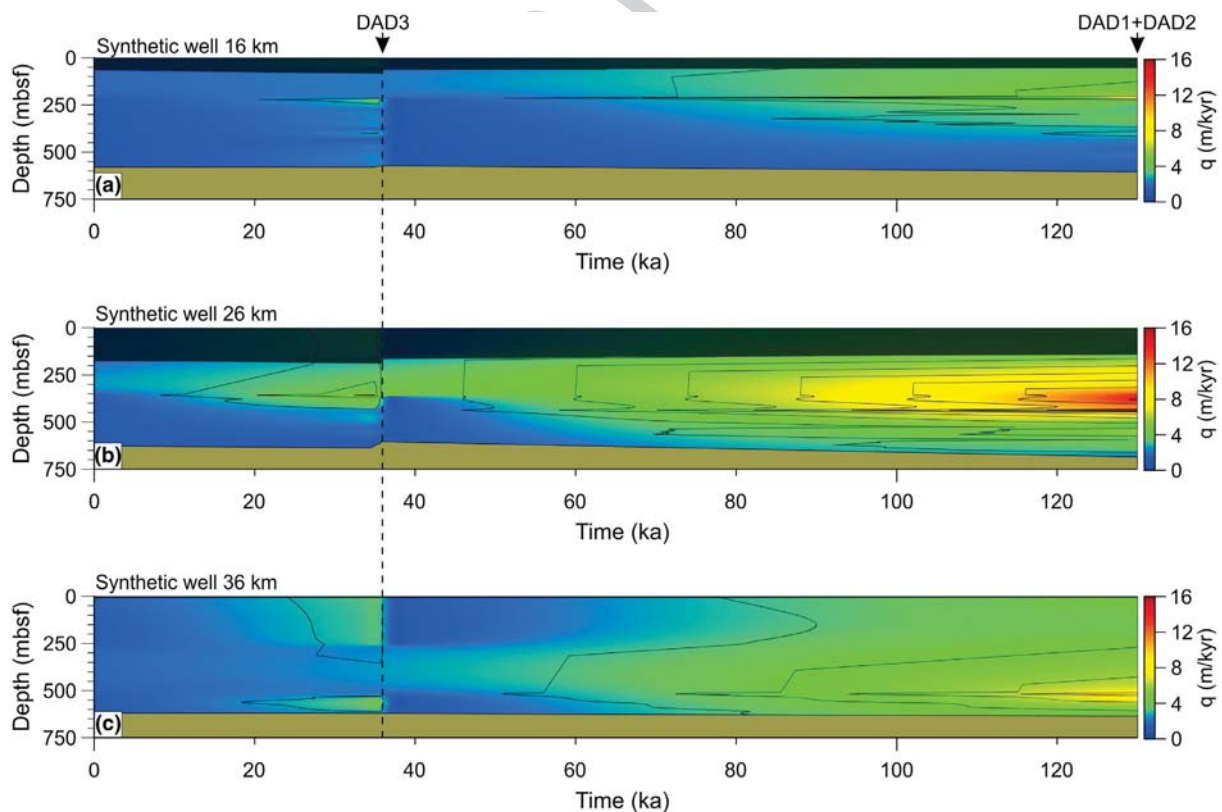 DAD3 DAD1+DAD2
Synthetic well 16 km
0
250
500
750
Depth (mbsf)
(a)
0 20 40 60 80 100 120
Time (ka)
16
12
8
4
0
q (m/kyr)
Synthetic well 26 km
0
250
500
750
Depth (mbsf)
(b)
0 20 40 60 80 100 120
Time (ka)
16
12
8
4
0
q (m/kyr)
Synthetic well 36 km
0
250
500
750
Depth (mbsf)
(c)
0 20 40 60 80 100 120
Time (ka)
16
12
8
4
0
q (m/kyr)